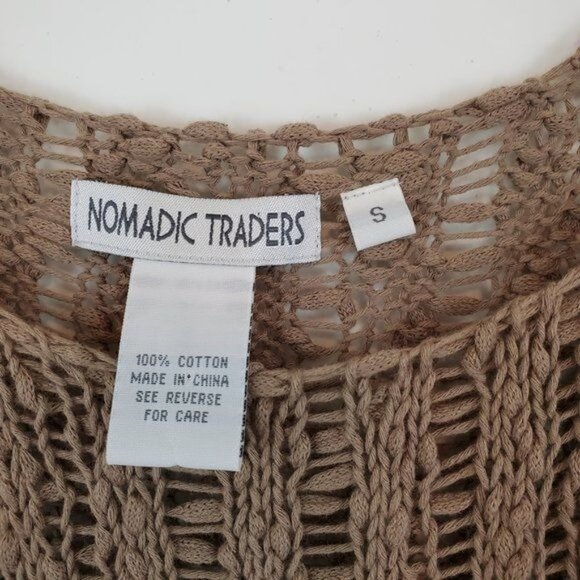 NOMADIC TRADERS
S
100% COTTON
MADE IN CHINA
SEE REVERSE
FOR CARE